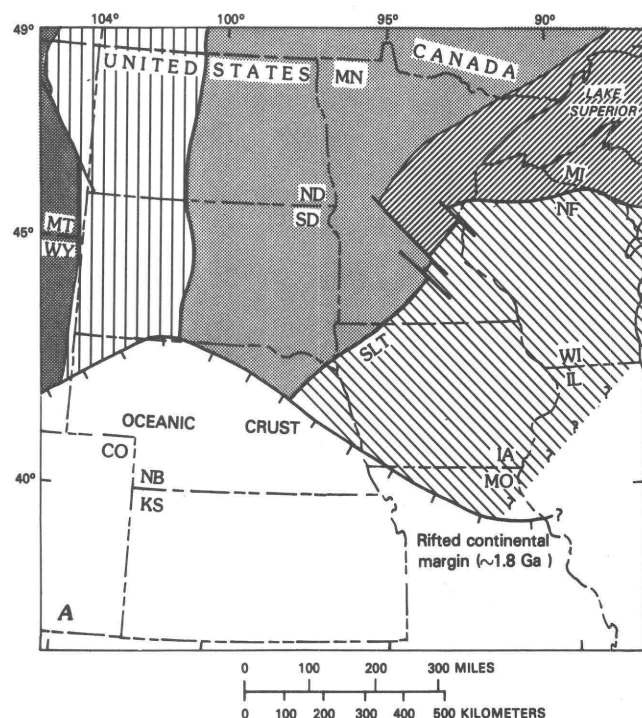 104° 100° 95° 90°
49°
UNITED STATES
MN
CANADA
LAKE
SUPERIOR
MI
ND
SD
NF
MT
WY
45°
SLT
WI
IL
OCEANIC CRUST
CO
NB
KS
IA
MO
40°
?
?
?
?
Rifted continental
margin (~1.8 Ga )
A
0 100 200 300 MILES
0 100 200 300 400 500 KILOMETERS